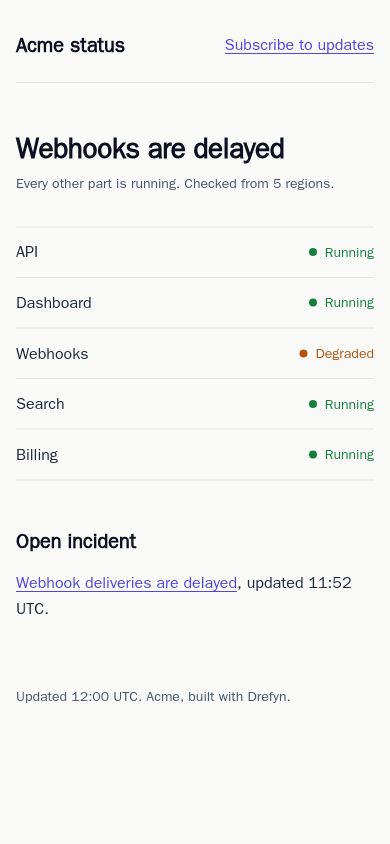 Acme status
Subscribe to updates
Webhooks are delayed
Every other part is running. Checked from 5 regions.
API
Running
Dashboard
Running
Webhooks
Degraded
Search
Running
Billing
Running
Open incident
Webhook deliveries are delayed, updated 11:52
UTC.
Updated 12:00 UTC. Acme, built with Drefyn.